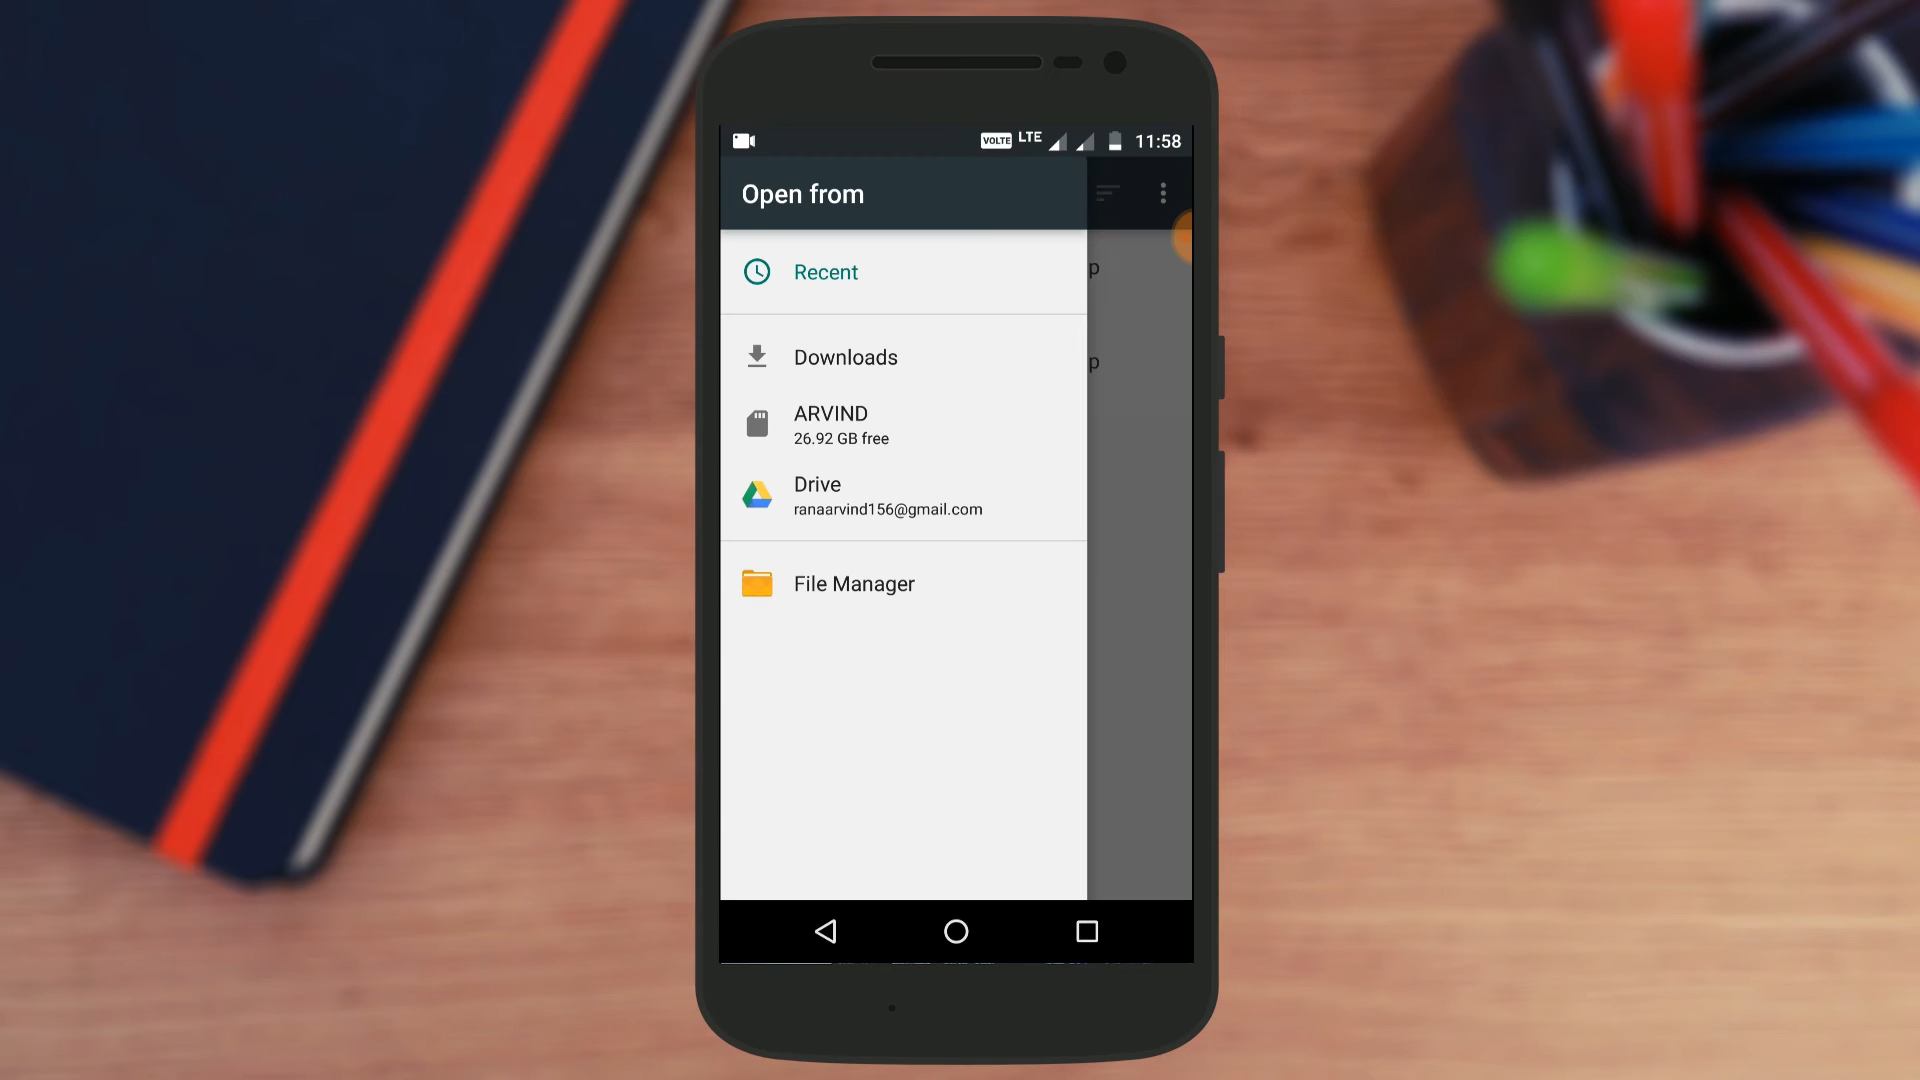 VOLTE LTE 11:58
Open from
Recent
p
Downloads
p
ARVIND
26.92 GB free
Drive
ranaarvind156@gmail.com
File Manager